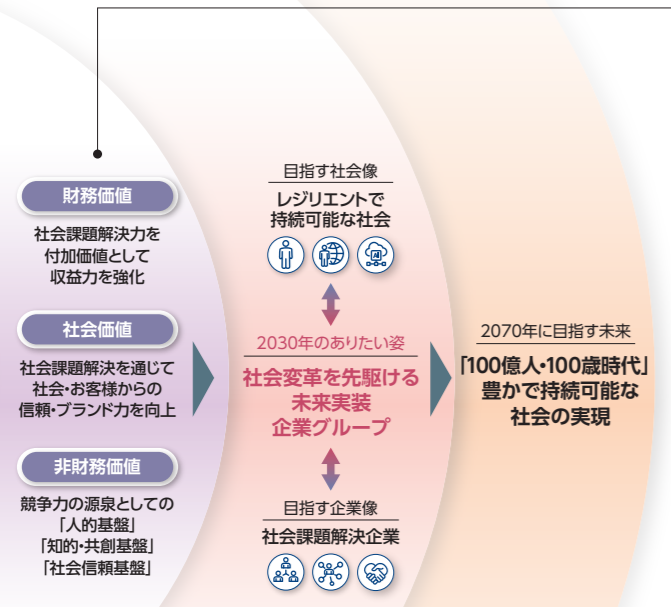 財務価値
社会課題解決力を
付加価値として
収益力を強化
社会価値
社会課題解決を通じて
社会・お客様からの
信頼・ブランド力を向上
非財務価値
競争力の源泉としての
「人的基盤」
「知的・共創基盤」
「社会信頼基盤」
目指す社会像
レジリエントで
持続可能な社会
AI
2030年のありたい姿
社会変革を先駆ける
未来実装
企業グループ
目指す企業像
社会課題解決企業
2070年に目指す未来
「100億人・100歳時代」
豊かで持続可能な
社会の実現